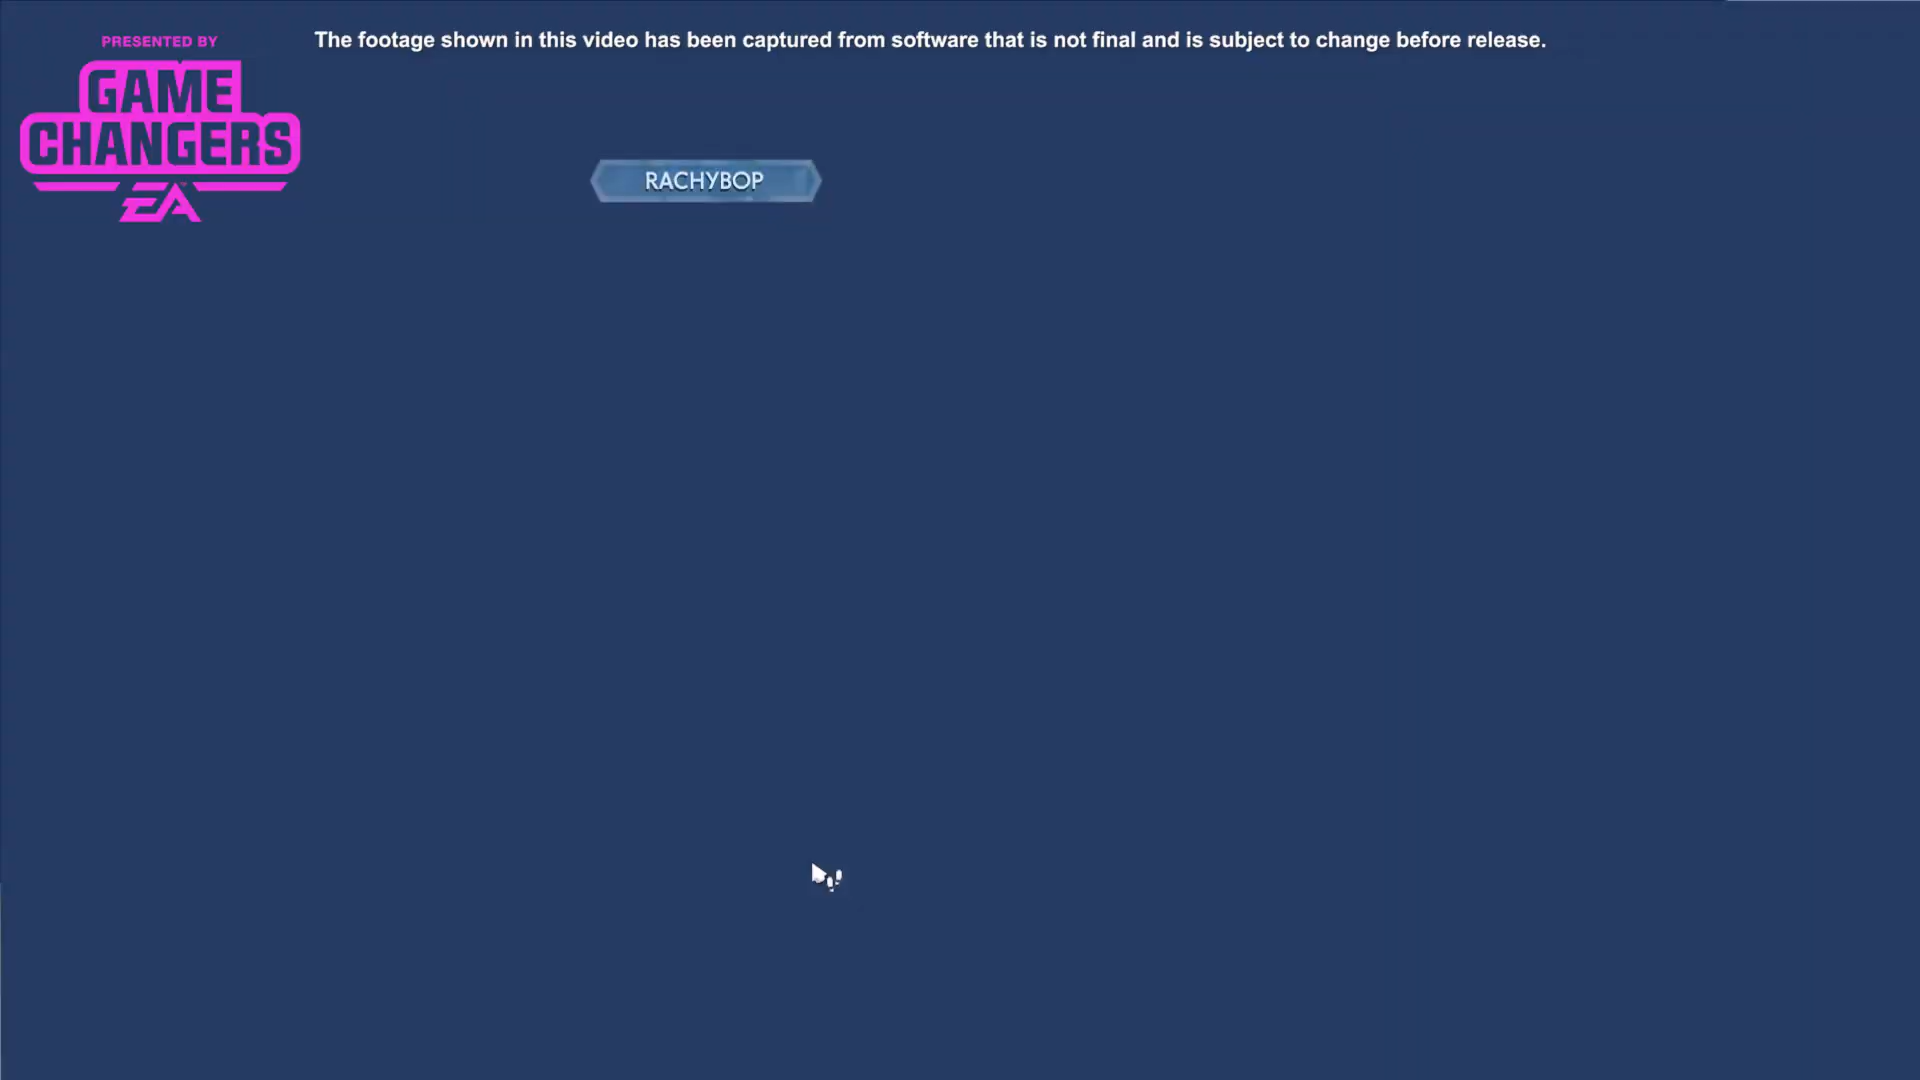 PRESENTED BY
The footage shown in this video has been captured from software that is not final and is subject to change before release.
GAME
CHANGERS
EA
RACHYBOP